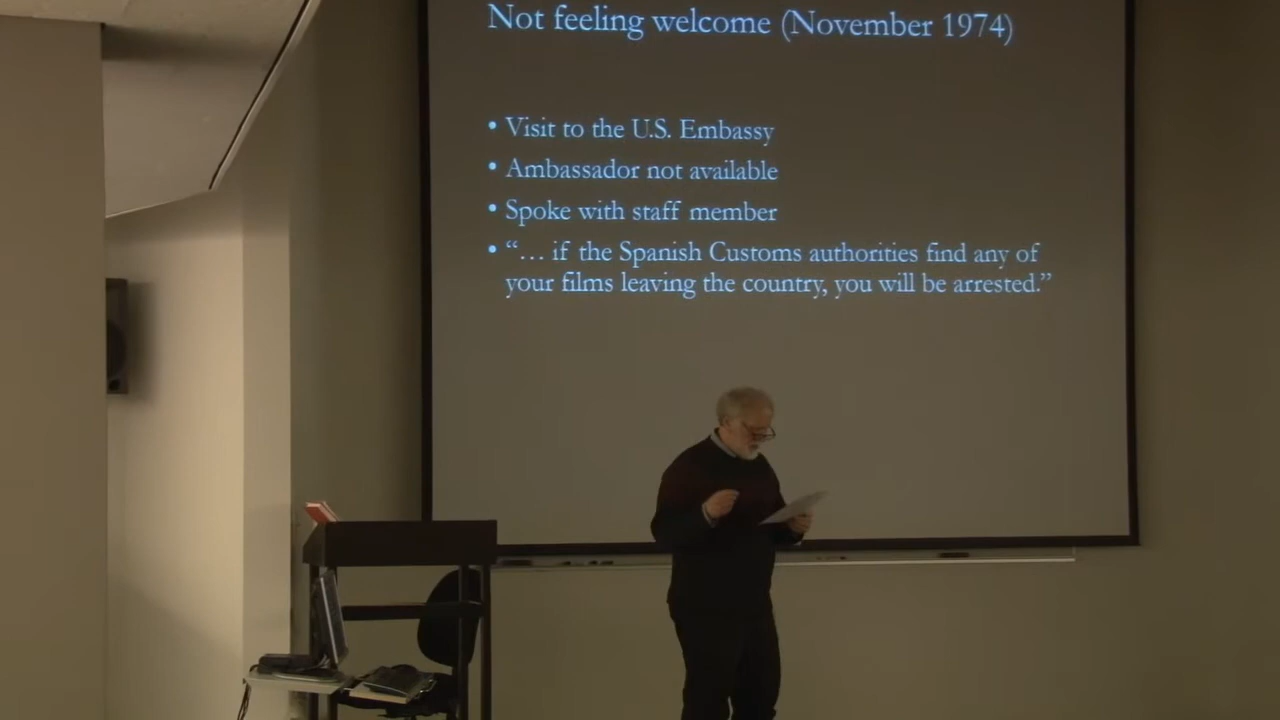 Not feeling welcome (November 1974)
• Visit to the U.S. Embassy
• Ambassador not available
• Spoke with staff member
• “… if the Spanish Customs authorities find any of
your films leaving the country, you will be arrested.”